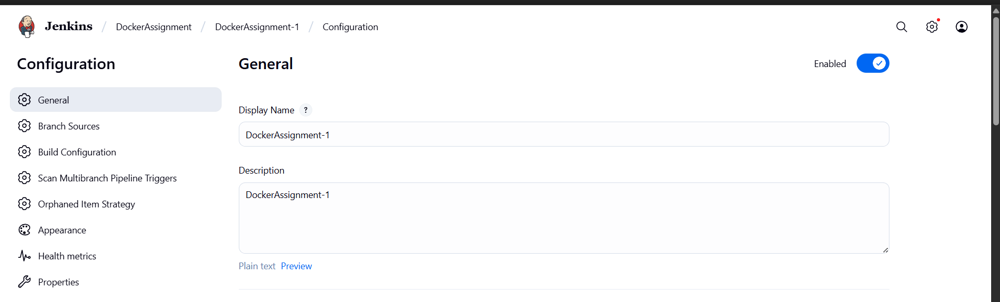 Jenkins / DockerAssignment / DockerAssignment-1 / Configuration
Configuration
General
Branch Sources
Build Configuration
Scan Multibranch Pipeline Triggers
Orphaned Item Strategy
Appearance
Health metrics
Properties
General
Enabled
Display Name ?
DockerAssignment-1
Description
DockerAssignment-1
Plain text Preview